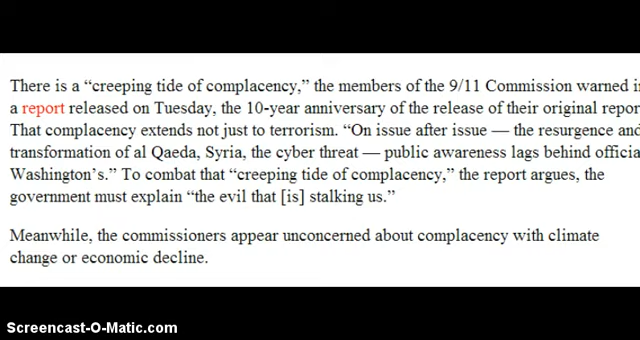 There is a “creeping tide of complacency,” the members of the 9/11 Commission warned
a report released on Tuesday, the 10-year anniversary of the release of their original
That complacency extends not just to terrorism. “On issue after issue — the resurgence
transformation of al Qaeda, Syria, the cyber threat — public awareness lags behind
Washington’s.” To combat that “creeping tide of complacency,” the report argues, the
government must explain “the evil that [is] stalking us.”
Meanwhile, the commissioners appear unconcerned about complacency with climate
change or economic decline.
Screencast-O-Matic.com